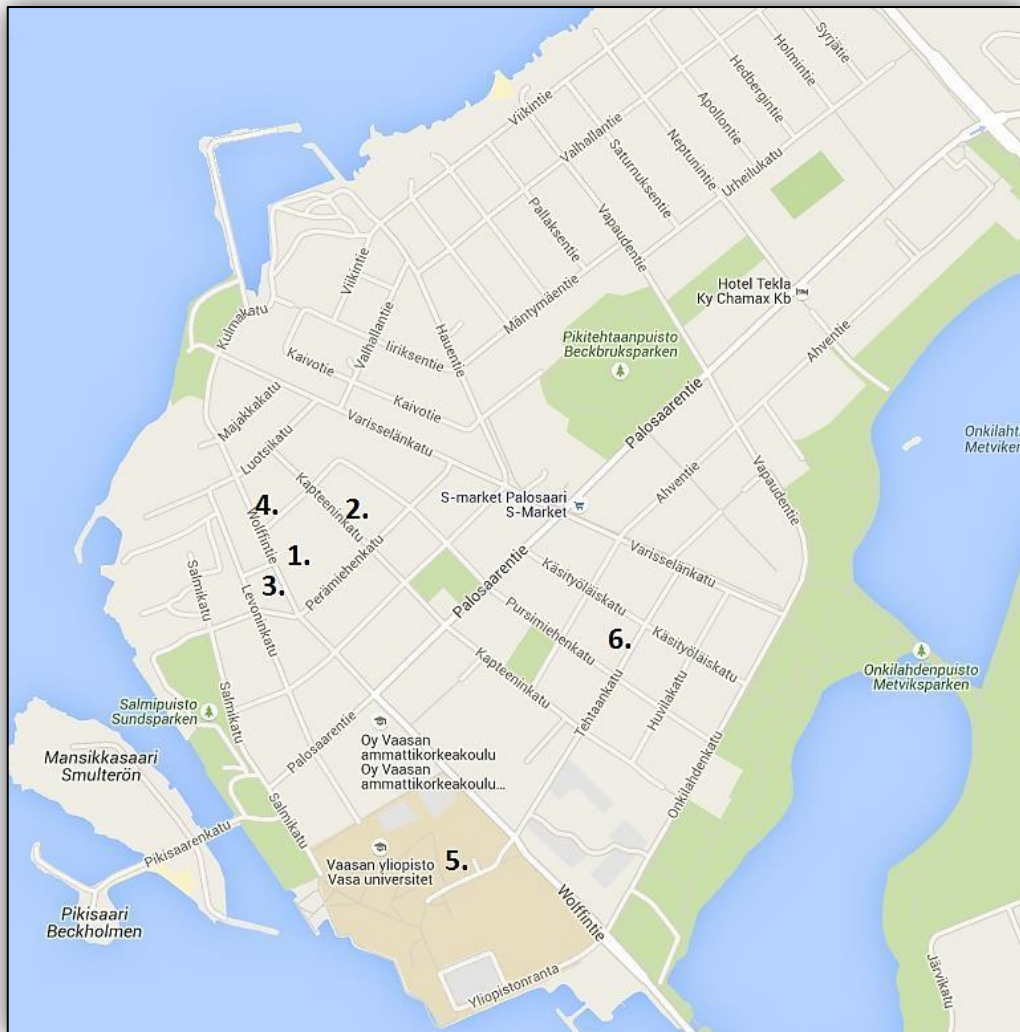 Syrjätie
Holmintie
Hedbergintie
Apollontie
Neptunintie
Urheilukatu
Viikintie
Valhallantie
Saturnuksentie
Pallaksentie
Vapaudentie
Mäntymäentie
Hotel Tekla
Ky Chamax Kb
Viikintie
Valhallantie
Hauentie
Kulmakatu
Iiriksentie
Kaivotie
Kaivotie
Pikitehtaanpuisto
Beckbruksparken
Ahventie
Majakkakatu
Varisselänkatu
Palosaarentie
Luotsikatu
Kapteeninkatu
Onkilaht
Metviken
S-market Palosaari
S-Market
Ahventie
Vapaudentie
4.
2.
Wolffintie
1.
Perämiehenkatu
3.
Salmikatu
Levoninkatu
Palosaarentie
Varisselänkatu
Käsityöläiskatu
Pursimiehenkatu
6.
Käsityöläiskatu
Kapteeninkatu
Tehtaankatu
Huvilakatu
Onkilahdenpuisto
Metviksparken
Salmipuisto
Sundsparken
Salmikatu
Palosaarentie
Oy Vaasan
ammattikorkeakoulu
Oy Vaasan
ammattikorkeakoulu...
Onkilahdenkatu
Mansikkasaari
Smulterön
Salmikatu
Pikisaarenkatu
Vaasan yliopisto
Vasa universitet
5.
Wolffintie
Pikisaari
Beckholmen
Yliopistonranta
Järvikatu